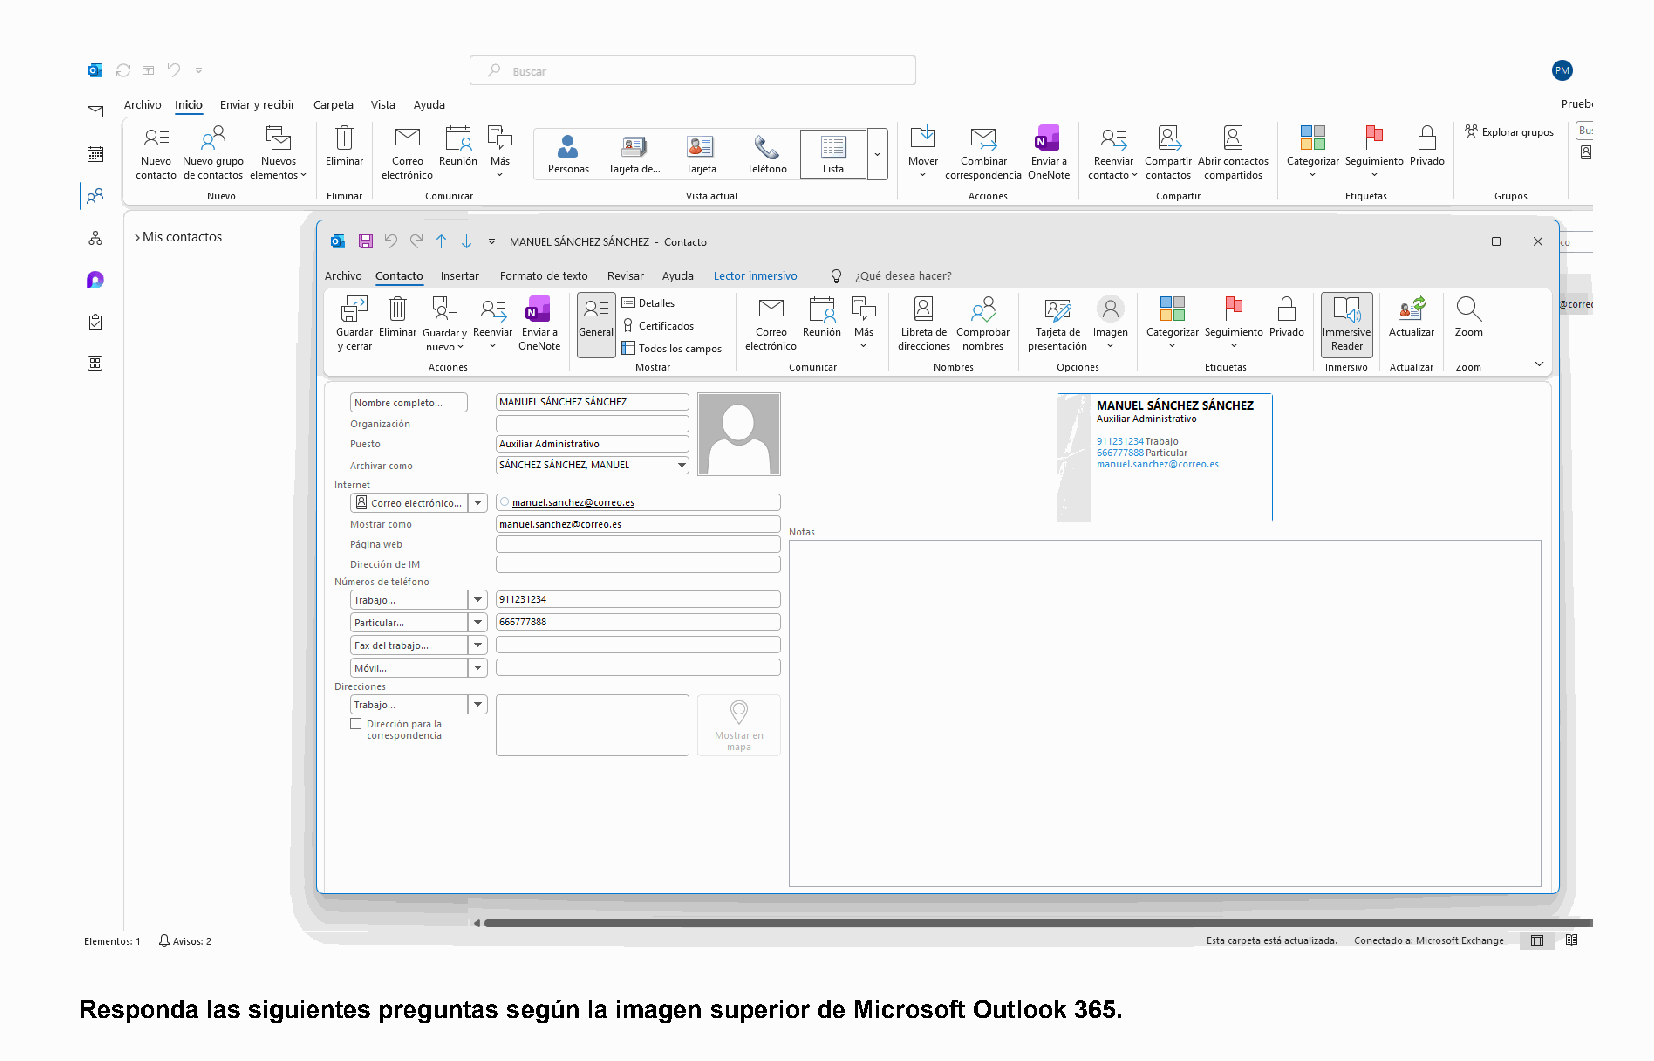 Buscar
PM
Archivo Inicio Enviar y recibir Carpeta Vista Ayuda
Prueb
Nuevo contacto Nuevo grupo de contactos Nuevos elementos Eliminar Correo electrónico Reunión Más Personas Tarjeta de... Tarjeta Teléfono Lista Mover Combinar correspondencia Enviar a OneNote Reenviar contacto Compartir contactos Abrir contactos compartidos Categorizar Seguimiento Privado Explorar grupos
Nuevo Eliminar Comunicar Vista actual Acciones Compartir Etiquetas Grupos
Mis contactos
MANUEL SÁNCHEZ SÁNCHEZ - Contacto
Archivo Contacto Insertar Formato de texto Revisar Ayuda Lector inmersivo ¿Qué desea hacer?
@corre
Guardar y cerrar Eliminar Guardar y nuevo Reenviar Enviar a OneNote General Detalles Certificados Todos los campos Correo electrónico Reunión Más Libreta de direcciones Comprobar nombres Tarjeta de presentación Imagen Categorizar Seguimiento Privado Immersive Reader Actualizar Zoom
Acciones Mostrar Comunicar Nombres Opciones Etiquetas Inmersivo Actualizar Zoom
Nombre completo... MANUEL SÁNCHEZ SÁNCHEZ
Organización
Puesto Auxiliar Administrativo
Archivar como SÁNCHEZ SÁNCHEZ, MANUEL
Internet
Correo electrónico... manuel.sanchez@correo.es
Mostrar como manuel.sanchez@correo.es
Página web
Dirección de IM
Números de teléfono
Trabajo... 911231234
Particular... 666777888
Fax del trabajo...
Móvil...
Direcciones
Trabajo...
Dirección para la
correspondencia
Mostrar en
mapa
MANUEL SÁNCHEZ SÁNCHEZ
Auxiliar Administrativo
911231234 Trabajo
666777888 Particular
manuel.sanchez@correo.es
Notas
Elementos: 1 Avisos: 2 Esta carpeta está actualizada. Conectado a: Microsoft Exchange
Responda las siguientes preguntas según la imagen superior de Microsoft Outlook 365.